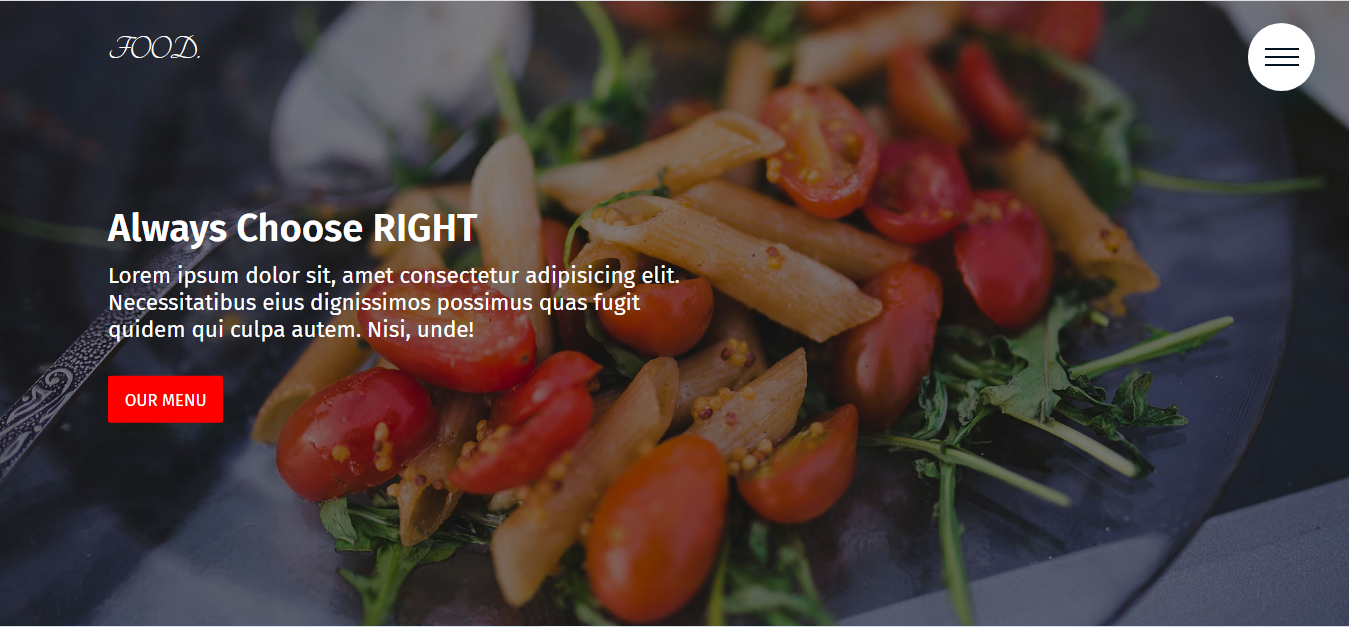 FOOD.
Always Choose RIGHT
Lorem ipsum dolor sit, amet consectetur adipisicing elit.
Necessitatibus eius dignissimos possimus quas fugit
quidem qui culpa autem. Nisi, unde!
OUR MENU